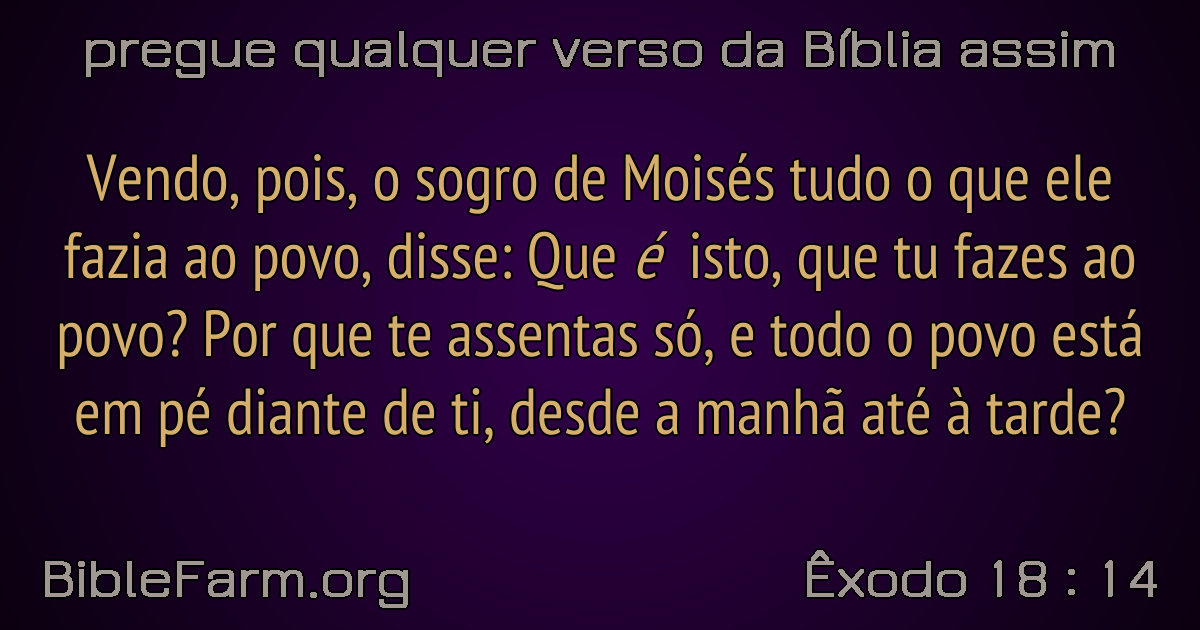 pregue qualquer verso da Bíblia assim
Vendo, pois, o sogro de Moisés tudo o que ele
fazia ao povo, disse: Que é isto, que tu fazes ao
povo? Por que te assentas só, e todo o povo está
em pé diante de ti, desde a manhã até à tarde?
BibleFarm.org
Êxodo 18 : 14